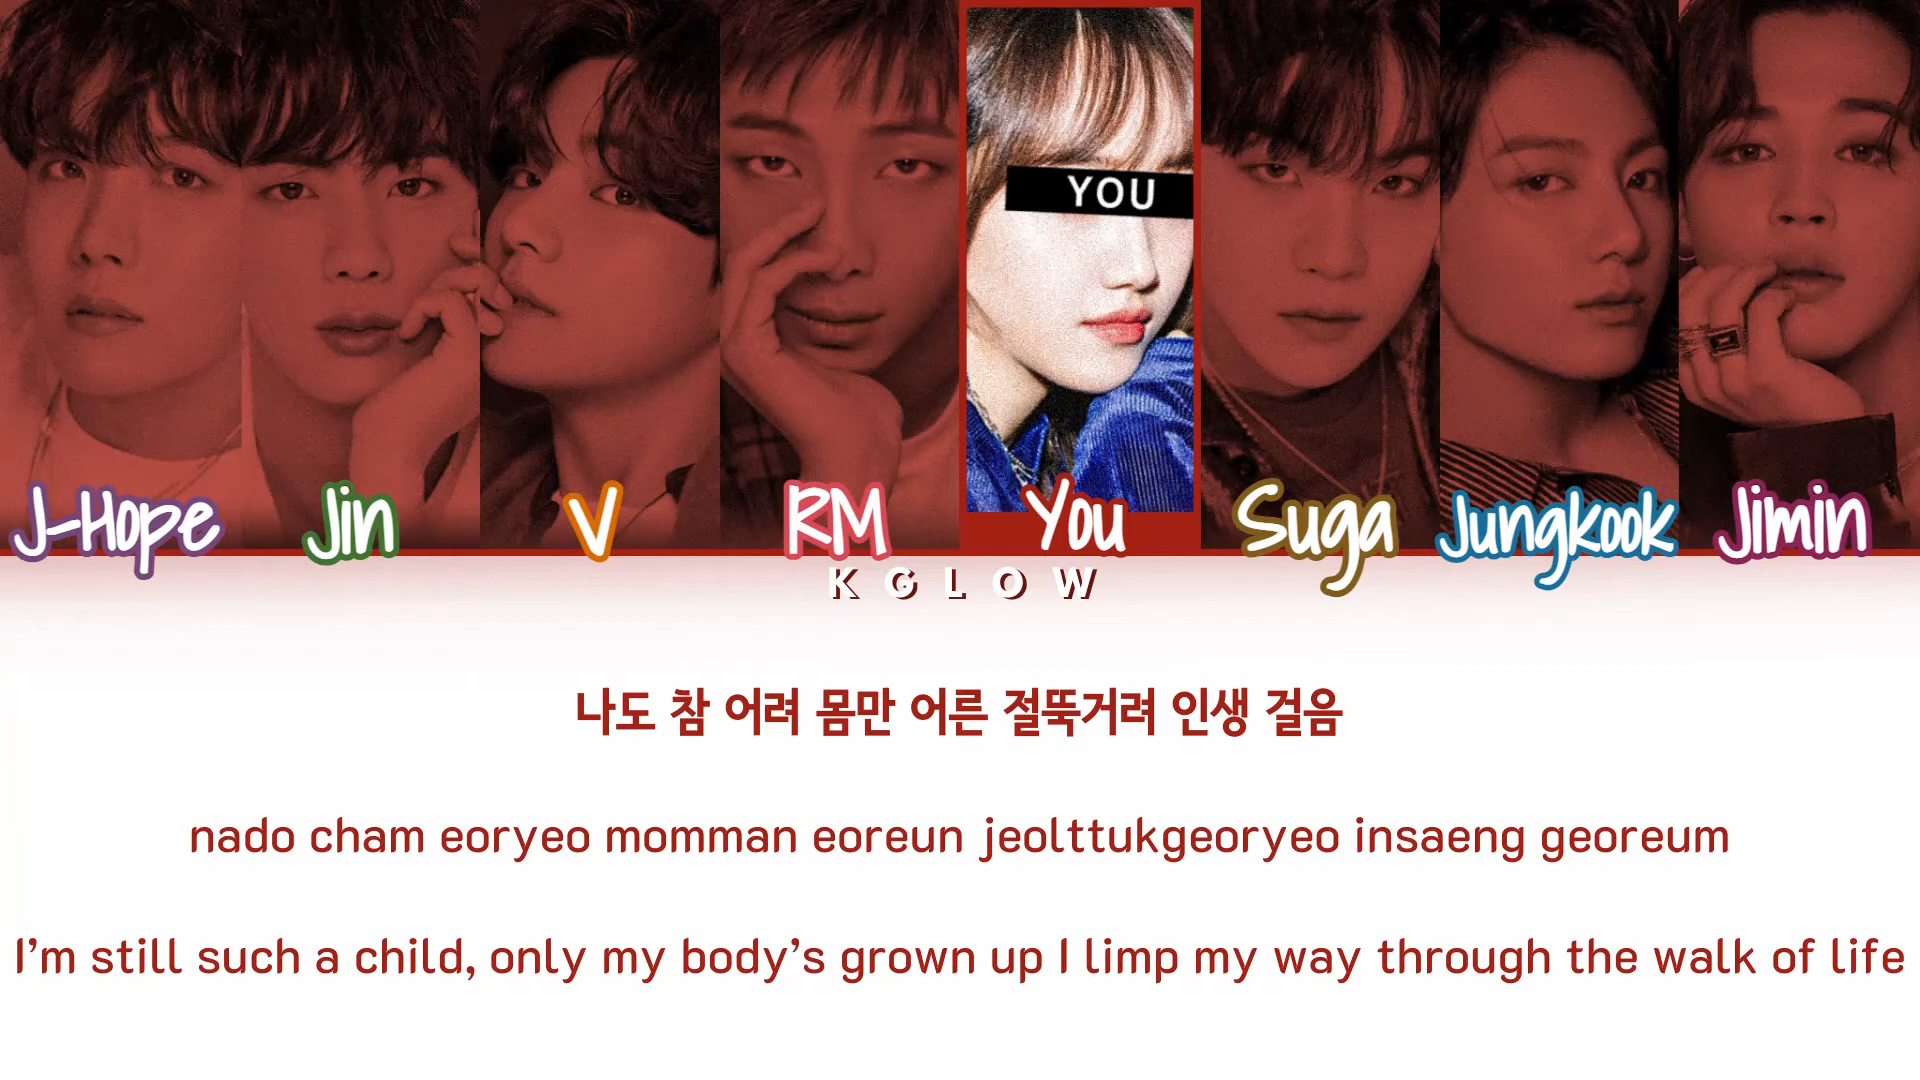 YOU
J-Hope Jin V RM You Suga Jungkook Jimin
KGLOW
나도 참 어려 몸만 어른 절뚝거려 인생 걸음
nado cham eoryeo momman eoreun jeolttukgeoryeo insaeng georeum
I'm still such a child, only my body's grown up I limp my way through the walk of life